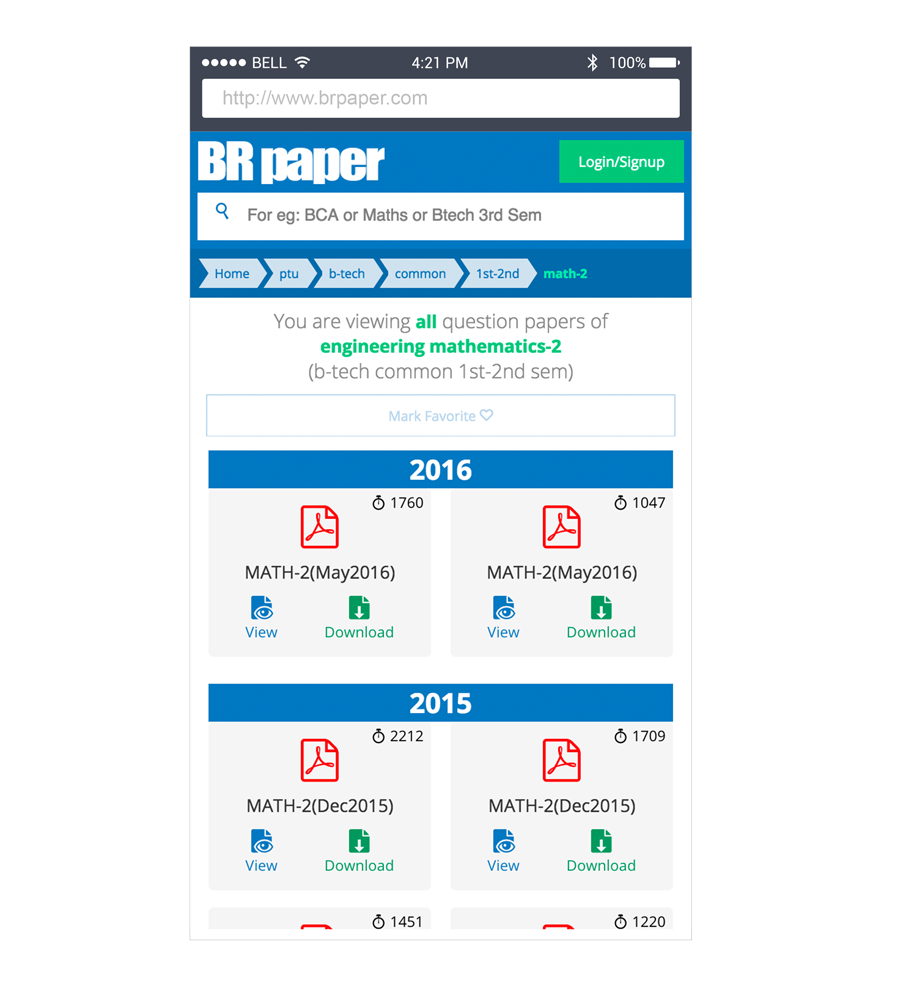 BELL 4:21 PM 100%
http://www.brpaper.com
BR paper Login/Signup
For eg: BCA or Maths or Btech 3rd Sem
Home ptu b-tech common 1st-2nd math-2
You are viewing all question papers of
engineering mathematics-2
(b-tech common 1st-2nd sem)
Mark Favorite
2016
1760 1047
MATH-2(May2016) MATH-2(May2016)
View Download View Download
2015
2212 1709
MATH-2(Dec2015) MATH-2(Dec2015)
View Download View Download
1451 1220